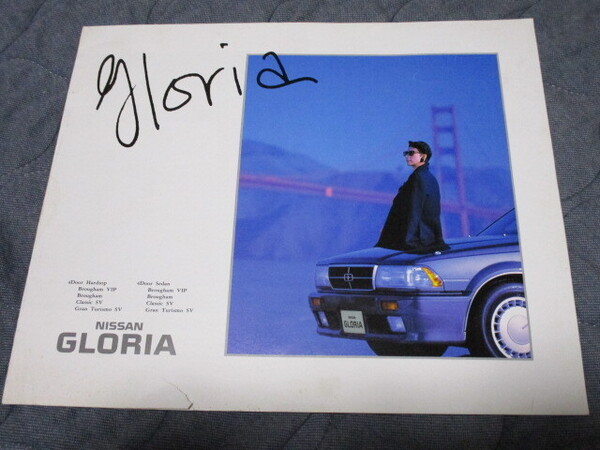 Gloria
4Door Hardtop
Brougham VIP
Brougham
Classic SV
Gran Turismo SV
4Door Sedan
Brougham VIP
Brougham
Classic SV
Gran Turismo SV
NISSAN
GLORIA
GLORIA